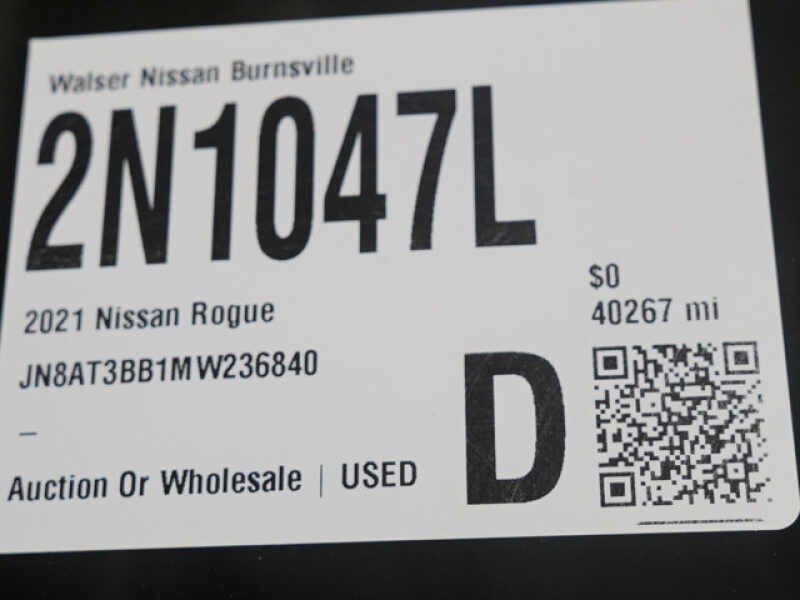 Walser Nissan Burnsville
2N1047L
2021 Nissan Rogue
$0
JN8AT3BB1MW236840
40267 mi
–
D
Auction Or Wholesale | USED